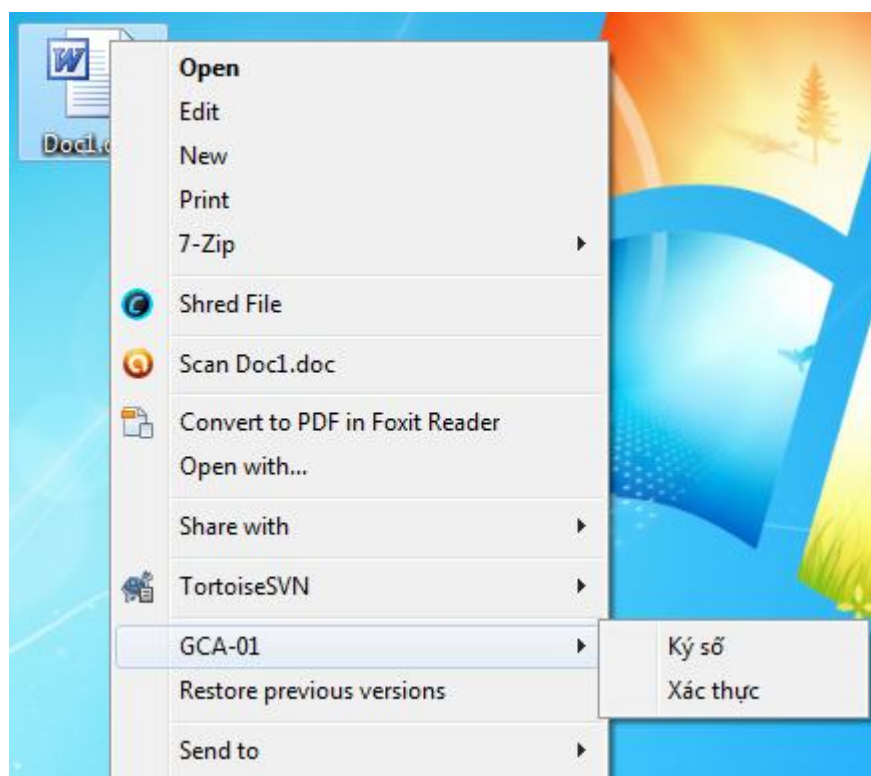 Doc1.d
Open
Edit
New
Print
7-Zip
Shred File
Scan Doc1.doc
Convert to PDF in Foxit Reader
Open with...
Share with
TortoiseSVN
GCA-01
Ký số
Restore previous versions
Xác thực
Send to